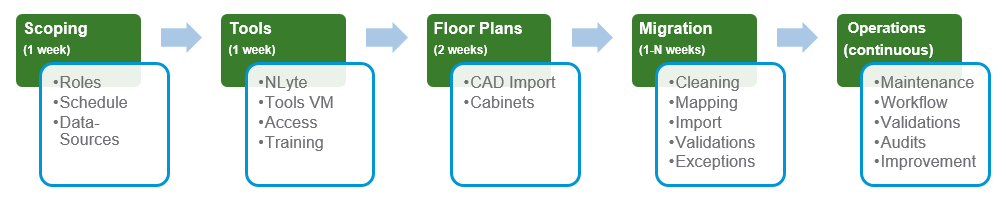 Scoping
(1 week)
•Roles
•Schedule
•Data-
Sources
Tools
(1 week)
•NLyte
•Tools VM
•Access
•Training
Floor Plans
(2 weeks)
•CAD Import
•Cabinets
Migration
(1-N weeks)
•Cleaning
•Mapping
•Import
•Validations
•Exceptions
Operations
(continuous)
•Maintenance
•Workflow
•Validations
•Audits
•Improvement